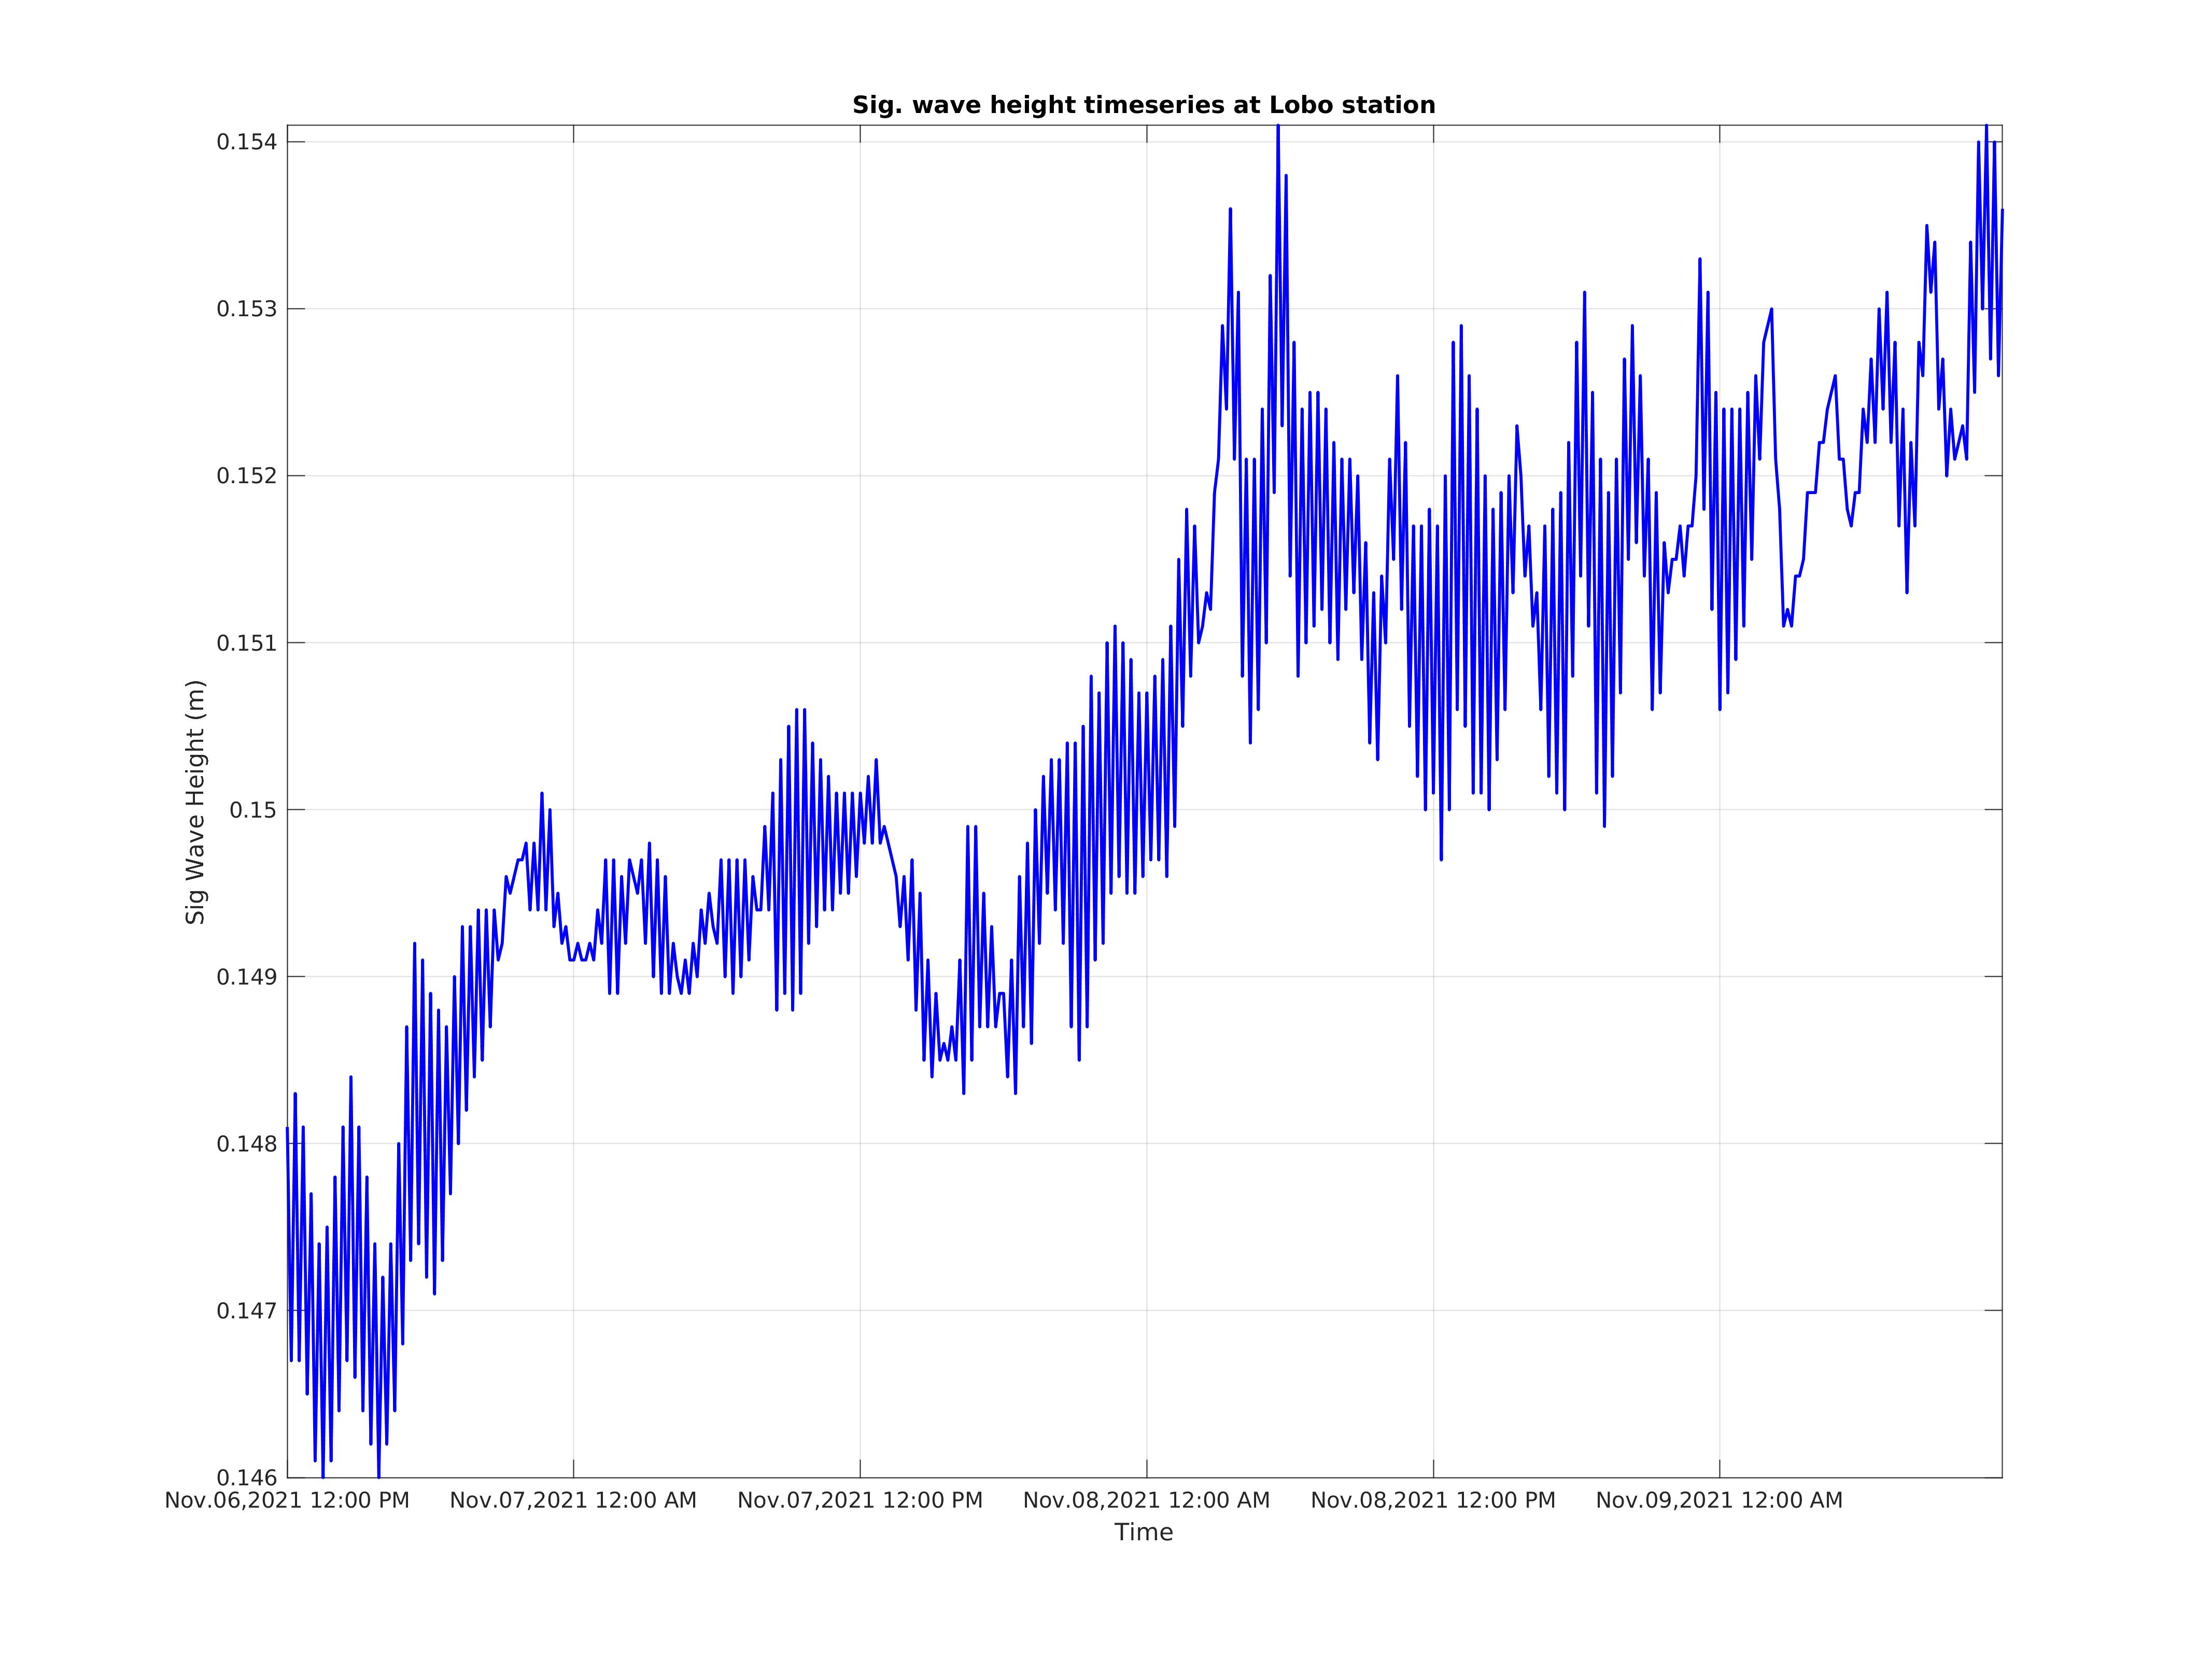 Sig. wave height timeseries at Lobo station
0.154
0.153
0.152
0.151
0.15
0.149
0.148
0.147
0.146
Sig Wave Height (m)
Nov.06,2021 12:00 PM Nov.07,2021 12:00 AM Nov.07,2021 12:00 PM Nov.08,2021 12:00 AM Nov.08,2021 12:00 PM Nov.09,2021 12:00 AM
Time